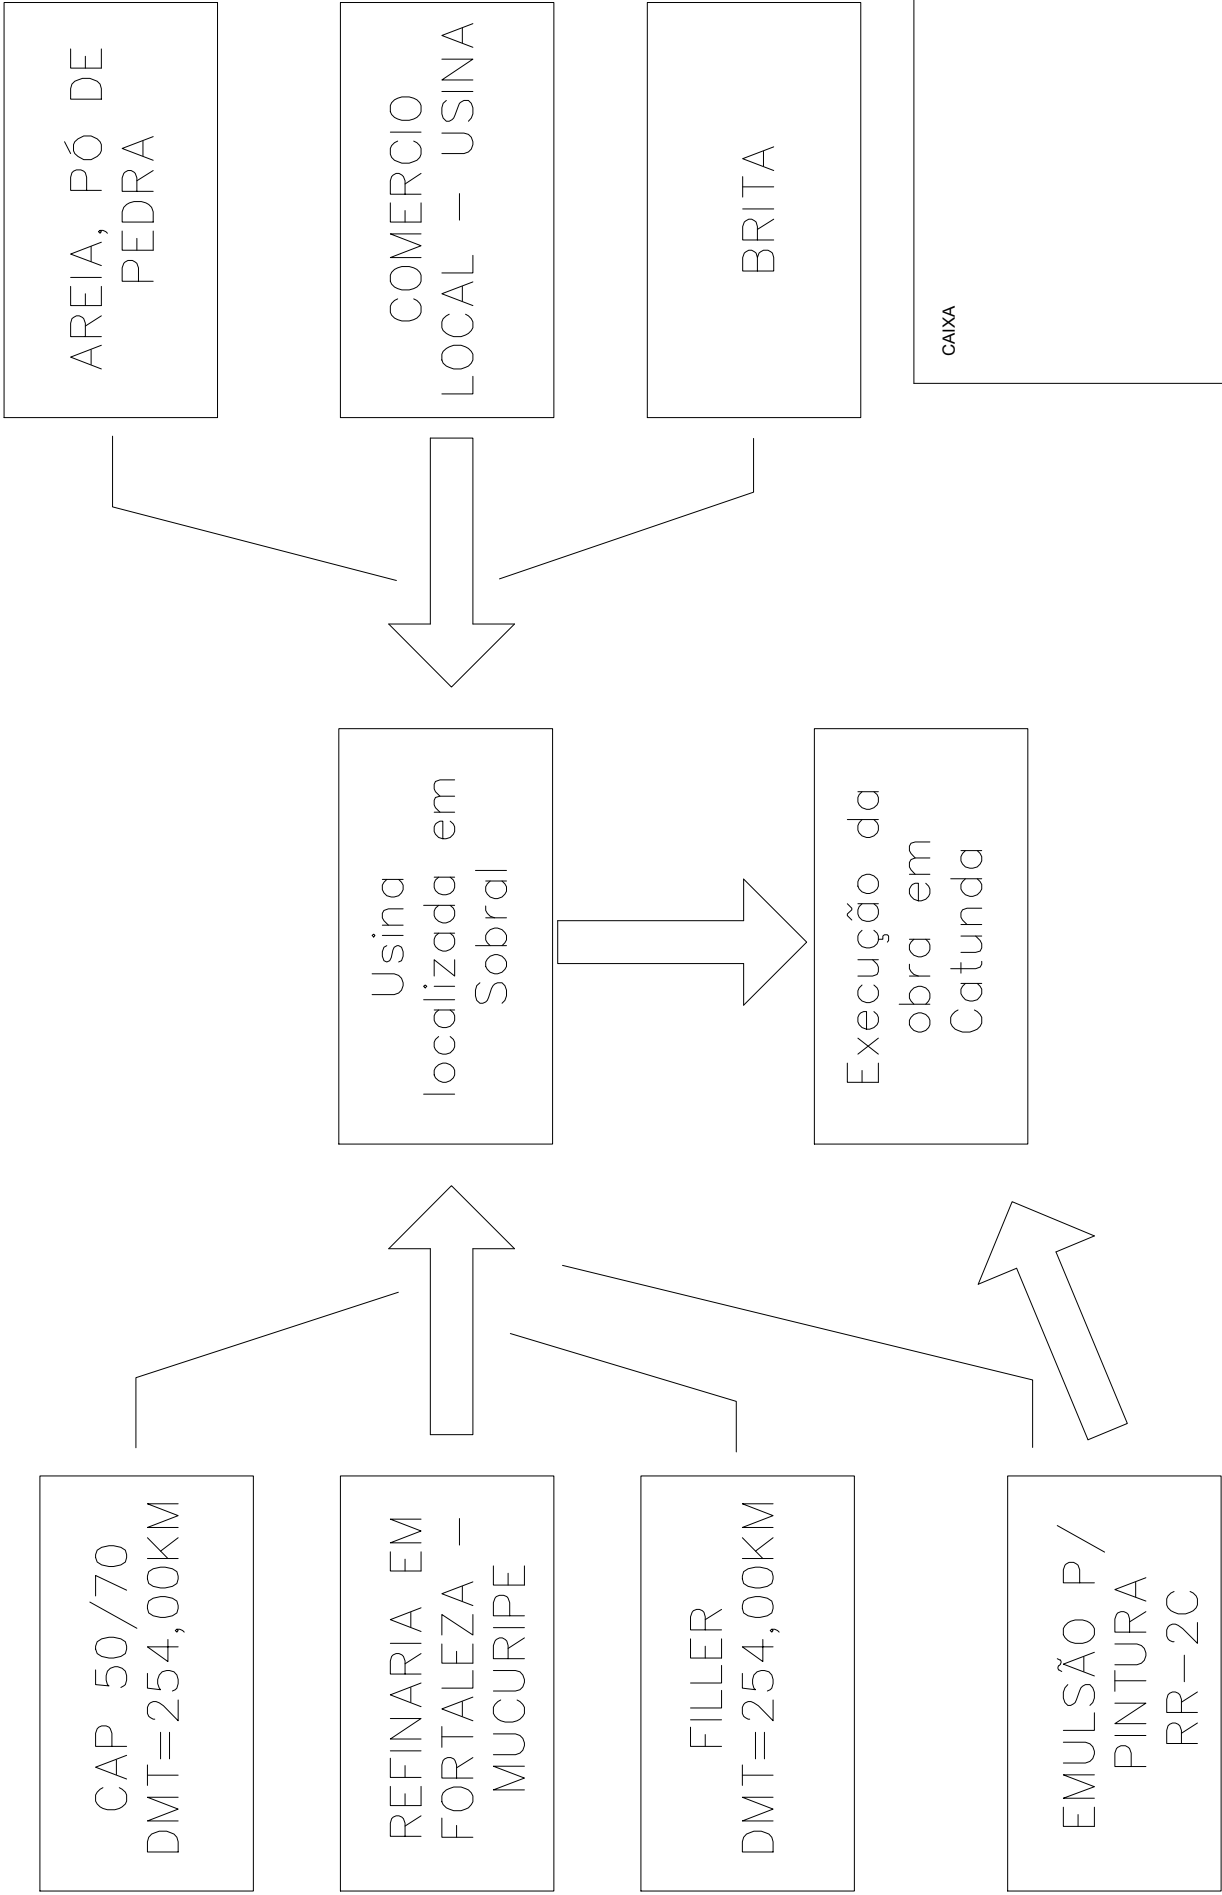 CAP 50/70
DMT=254,00KM
REFINARIA EM
FORTALEZA -
MUCURIPE
FILLER
DMT=254,00KM
EMULSÃO P/
PINTURA
RR-2C
Usina
localizada em
Sobral
Execução da
obra em
Catunda
AREIA, PÓ DE
PEDRA
COMERCIO
LOCAL - USINA
BRITA
CAIXA